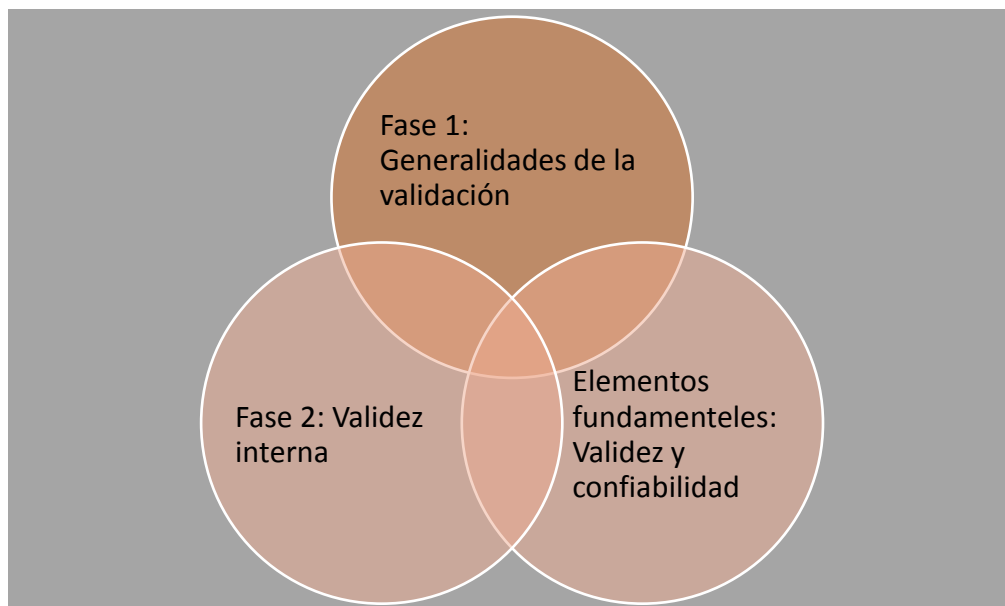 Fase 1:
Generalidades de la
validación
Fase 2: Validez
interna
Elementos
fundamenteles:
Validez y
confiabilidad